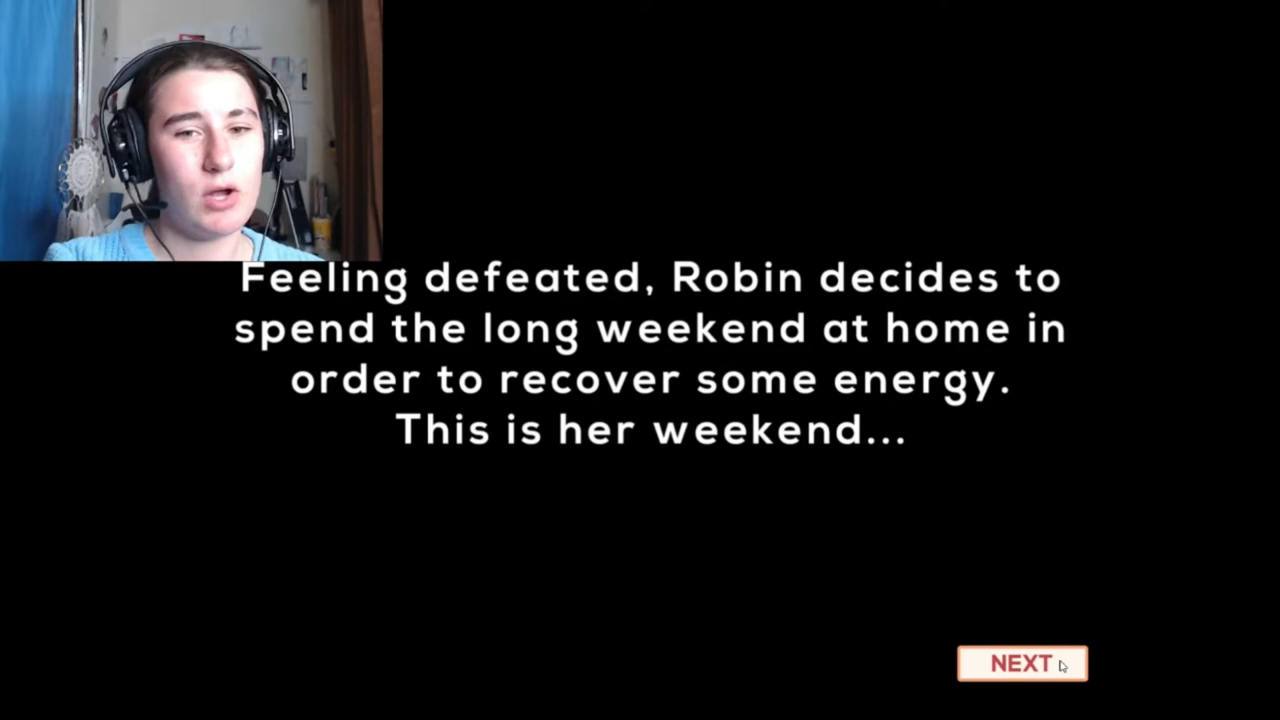 Feeling defeated, Robin decides to
spend the long weekend at home in
order to recover some energy.
This is her weekend...
NEXT